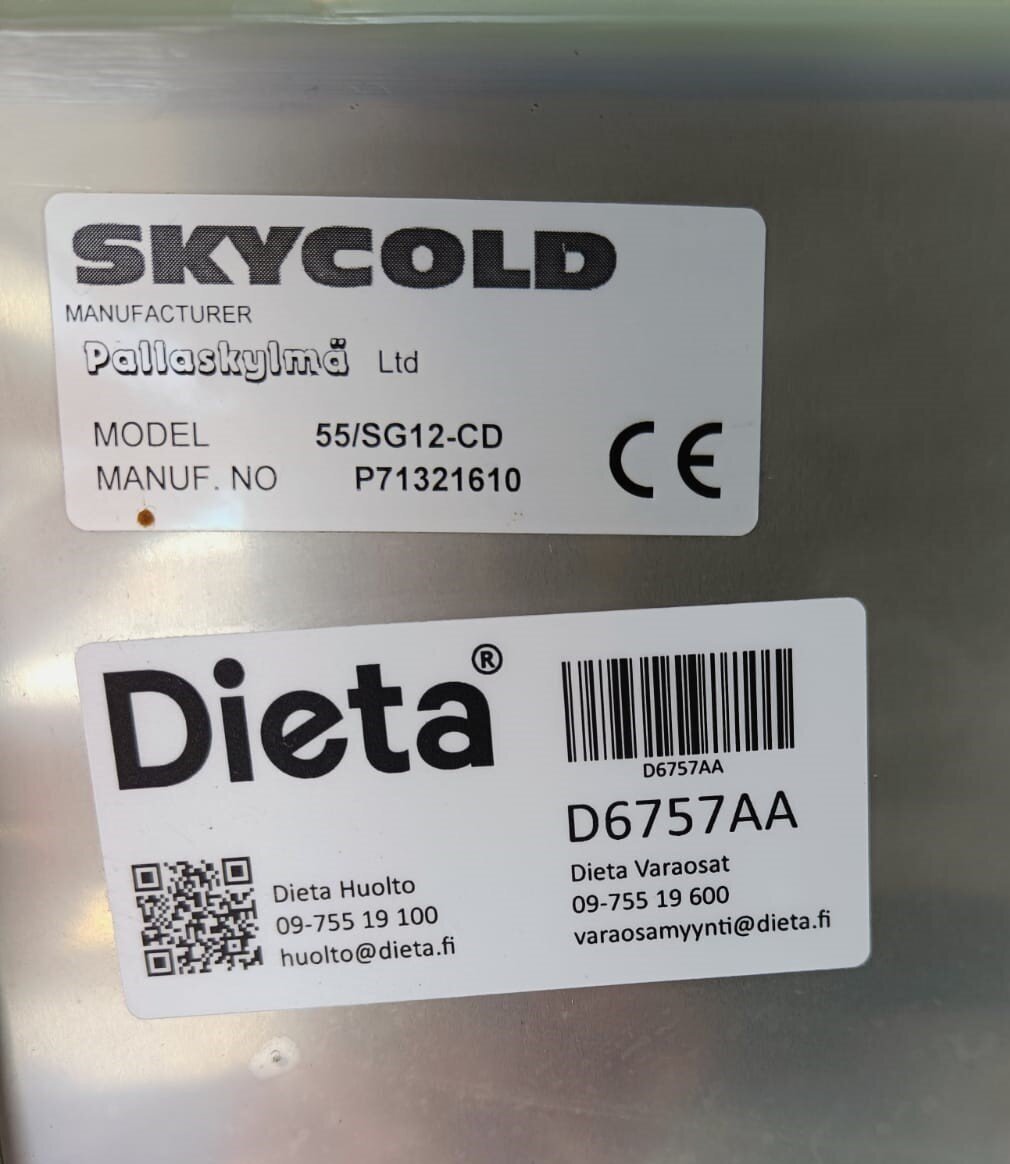 SKYCOLD
MANUFACTURER
Pallaskylmä Ltd
MODEL 55/SG12-CD
MANUF. NO P71321610
CE
Dieta®
D6757AA
D6757AA
Dieta Huolto
09-755 19 100
huolto@dieta.fi
Dieta Varaosat
09-755 19 600
varaosamyynti@dieta.fi